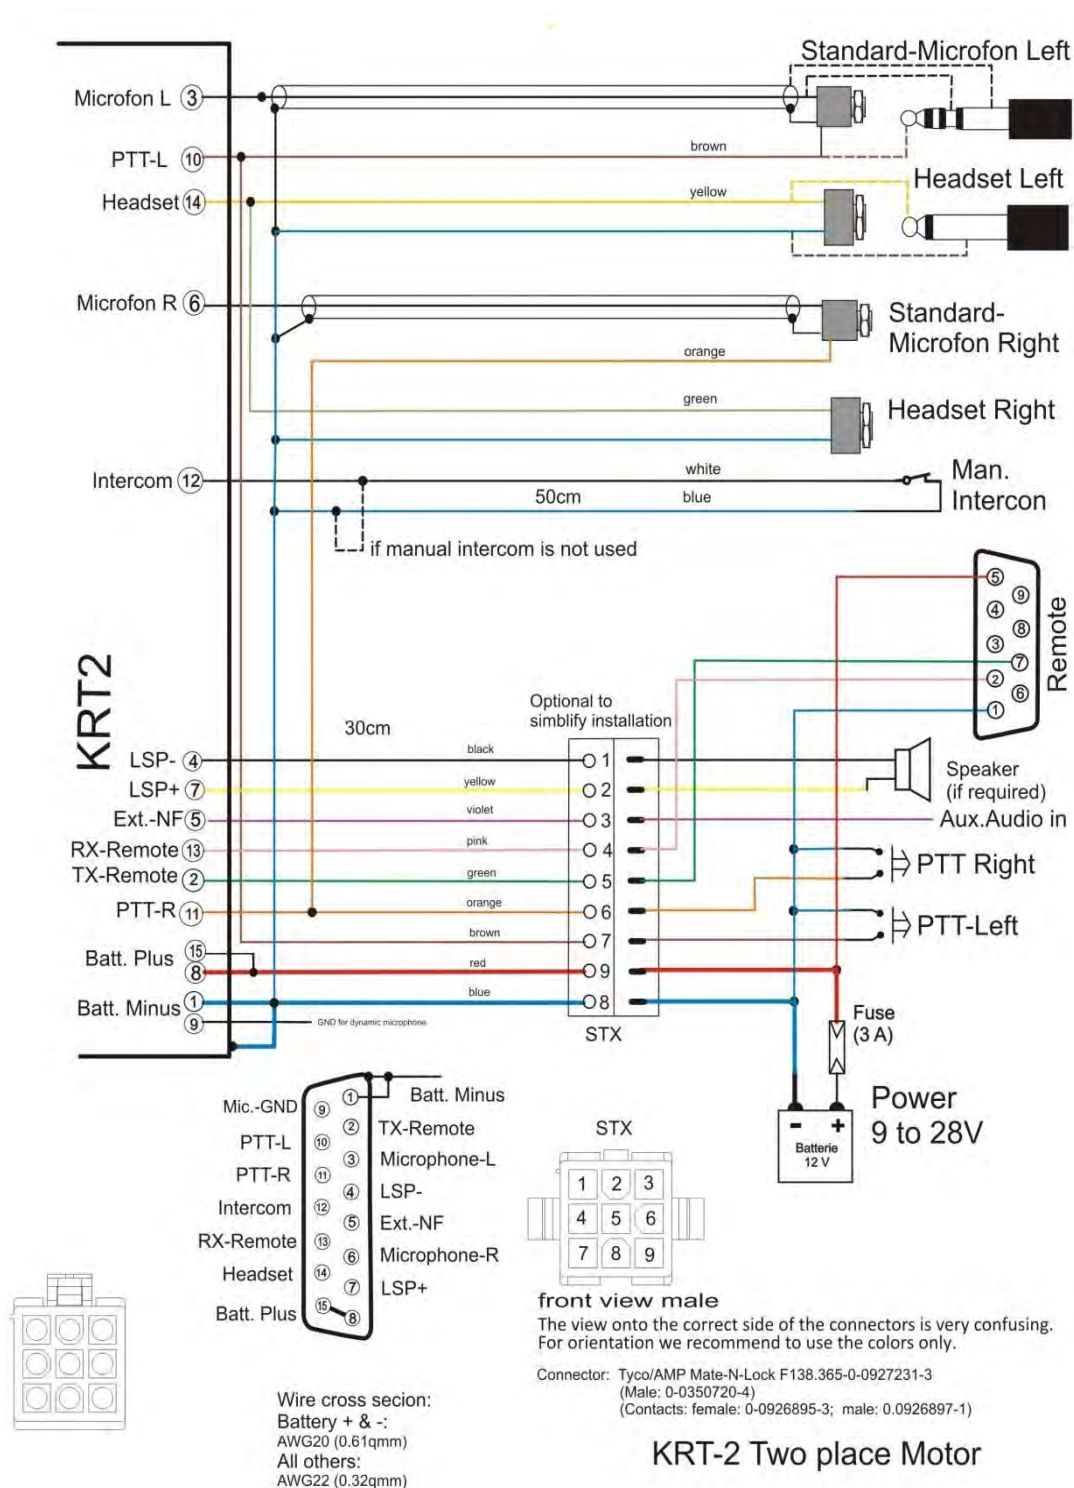 Standard-Microfon Left
Microfon L 3
PTT-L 10
brown
Headset 14
yellow
Headset Left
Microfon R 6
Standard-
Microfon Right
orange
green
Headset Right
Intercom 12
white
Man.
Intercon
50cm
blue
if manual intercom is not used
5
9
4
8
3
7
2
6
1
Remote
KRT2
Optional to
simblify installation
30cm
LSP- 4
black
1
Speaker
(if required)
LSP+ 7
yellow
2
Ext.-NF 5
violet
3
Aux.Audio in
RX-Remote 13
pink
4
PTT Right
TX-Remote 2
green
5
PTT-R 11
orange
6
PTT-Left
brown
7
Batt. Plus 15
8
red
9
Batt. Minus 1
blue
8
9
GND for dynamic microphone
STX
Fuse
(3 A)
Power
9 to 28V
- +
Batterie
12 V
1 Batt. Minus
Mic.-GND 9
2 TX-Remote
PTT-L 10
3 Microphone-L
PTT-R 11
4 LSP-
Intercom 12
5 Ext.-NF
RX-Remote 13
6 Microphone-R
Headset 14
7 LSP+
Batt. Plus 15
8
STX
1 2 3
4 5 6
7 8 9
front view male
The view onto the correct side of the connectors is very confusing.
For orientation we recommend to use the colors only.
Connector: Tyco/AMP Mate-N-Lock F138.365-0-0927231-3
(Male: 0-0350720-4)
(Contacts: female: 0-0926895-3; male: 0.0926897-1)
Wire cross secion:
Battery + & -:
AWG20 (0.61qmm)
All others:
AWG22 (0.32qmm)
KRT-2 Two place Motor